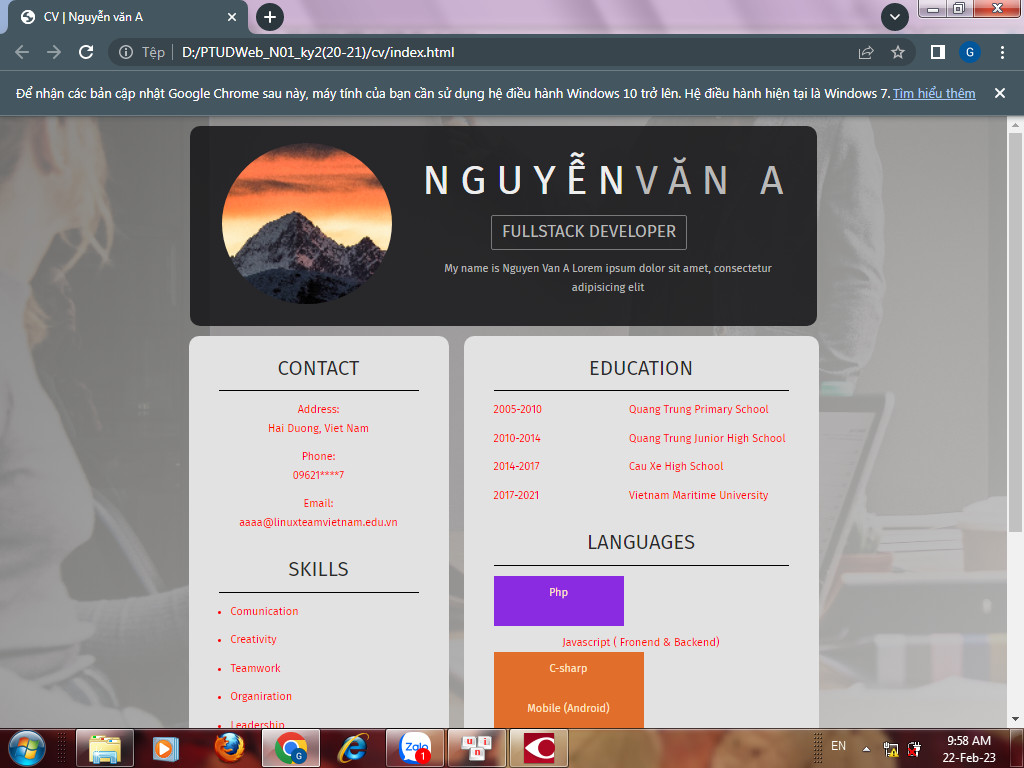 CV | Nguyễn văn A
Tệp
D:/PTUDWeb_N01_ky2(20-21)/cv/index.html
G
Để nhận các bản cập nhật Google Chrome sau này, máy tính của bạn cần sử dụng hệ điều hành Windows 10 trở lên. Hệ điều hành hiện tại là Windows 7. Tìm hiểu thêm
NGUYỄN VĂN A
FULLSTACK DEVELOPER
My name is Nguyen Van A Lorem ipsum dolor sit amet, consectetur
adipisicing elit
CONTACT
Address:
Hai Duong, Viet Nam
Phone:
09621****7
Email:
aaaa@linuxteamvietnam.edu.vn
SKILLS
Comunication
Creativity
Teamwork
Organiration
Leadership
EDUCATION
2005-2010 Quang Trung Primary School
2010-2014 Quang Trung Junior High School
2014-2017 Cau Xe High School
2017-2021 Vietnam Maritime University
LANGUAGES
Php
Javascript ( Fronend & Backend)
C-sharp
Mobile (Android)
G
Zalo
1
u n i
EN
9:58 AM
22-Feb-23